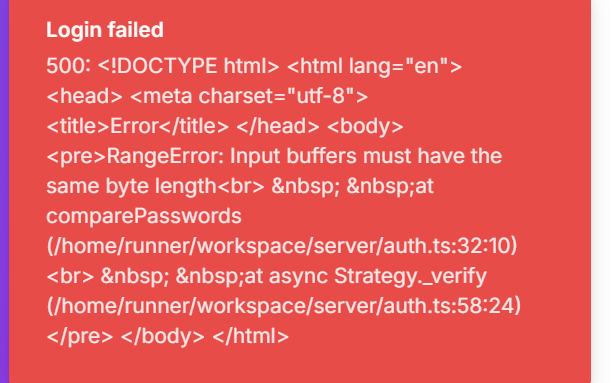 Login failed
500: <!DOCTYPE html> <html lang="en">
<head> <meta charset="utf-8">
<title>Error</title> </head> <body>
<pre>RangeError: Input buffers must have the
same byte length<br> &nbsp; &nbsp;at
comparePasswords
(/home/runner/workspace/server/auth.ts:32:10)
<br> &nbsp; &nbsp;at async Strategy._verify
(/home/runner/workspace/server/auth.ts:58:24)
</pre> </body> </html>